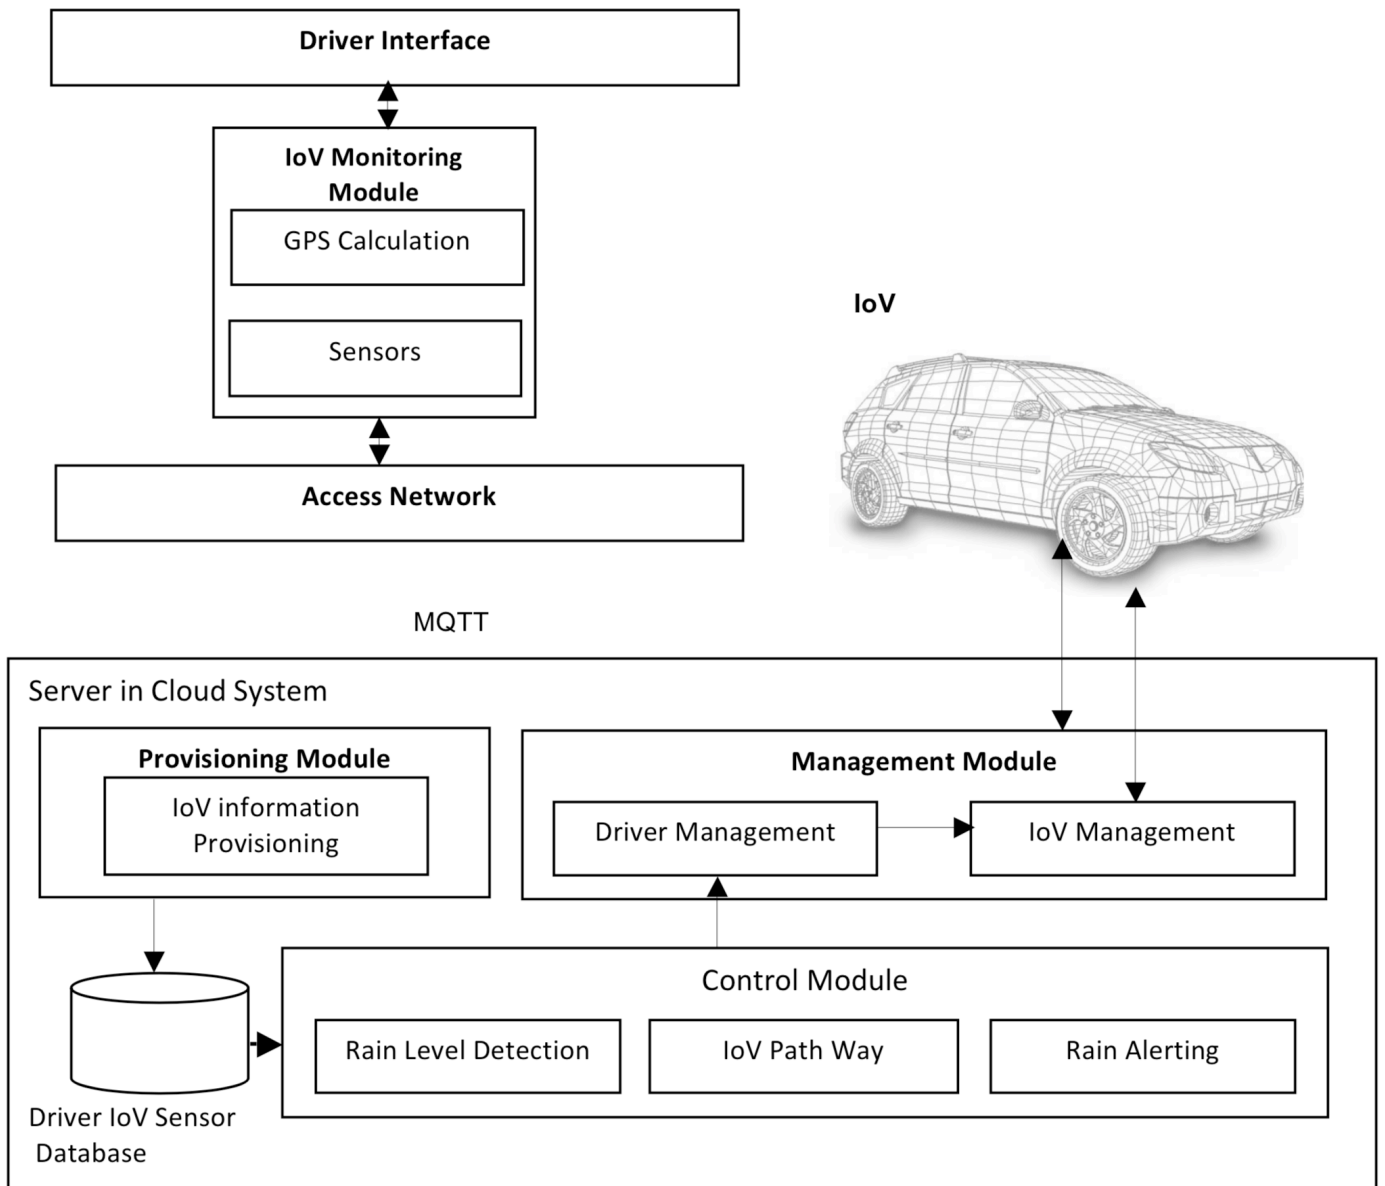 Driver Interface
IoV Monitoring
Module
GPS Calculation
Sensors
Access Network
IoV
MQTT
Server in Cloud System
Provisioning Module
IoV information
Provisioning
Management Module
Driver Management
IoV Management
Control Module
Rain Level Detection
IoV Path Way
Rain Alerting
Driver IoV Sensor
Database